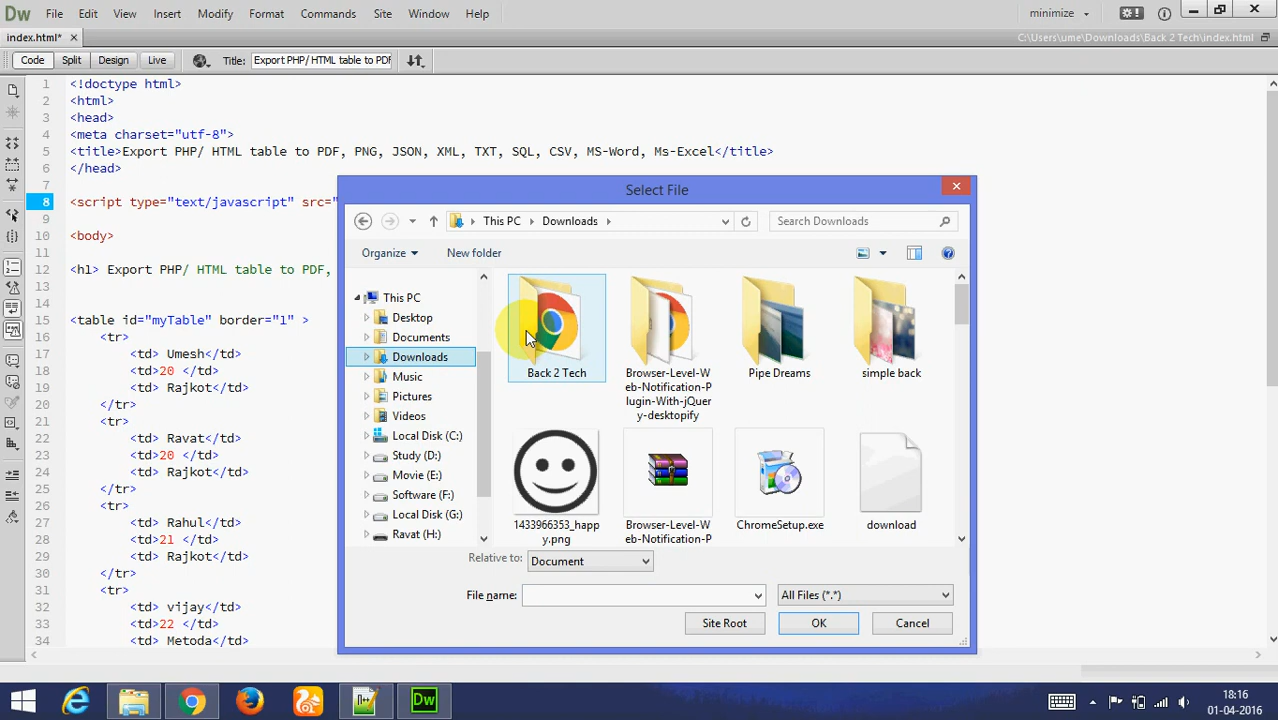 Dw File Edit View Insert Modify Format Commands Site Window Help minimize
index.html* × C:\Users\ume\Downloads\Back 2 Tech\index.html
Code Split Design Live Title: Export PHP/ HTML table to PDF
1 <!doctype html>
2 <html>
3 <head>
4 <meta charset="utf-8">
5 <title>Export PHP/ HTML table to PDF, PNG, JSON, XML, TXT, SQL, CSV, MS-Word, Ms-Excel</title>
6 </head>
7
8 <script type="text/javascript" src="
9
10 <body>
11
12 <h1> Export PHP/ HTML table to PDF,
13
14
15 <table id="myTable" border="1" >
16 <tr>
17 <td> Umesh</td>
18 <td>20 </td>
19 <td> Rajkot</td>
20 </tr>
21 <tr>
22 <td> Ravat</td>
23 <td>20 </td>
24 <td> Rajkot</td>
25 </tr>
26 <tr>
27 <td> Rahul</td>
28 <td>21 </td>
29 <td> Rajkot</td>
30 </tr>
31 <tr>
32 <td> vijay</td>
33 <td>22 </td>
34 <td> Metoda</td>
Select File
This PC Downloads
Search Downloads
Organize New folder
This PC
Desktop
Documents
Downloads
Music
Pictures
Videos
Local Disk (C:)
Study (D:)
Movie (E:)
Software (F:)
Local Disk (G:)
Ravat (H:)
Back 2 Tech
Browser-Level-W
eb-Notification-P
lugin-With-jQuer
y-desktopify
Pipe Dreams
simple back
1433966353_happ
y.png
Browser-Level-W
eb-Notification-P
ChromeSetup.exe
download
Relative to: Document
File name: All Files (*.*)
Site Root OK Cancel
Dw
18:16
01-04-2016